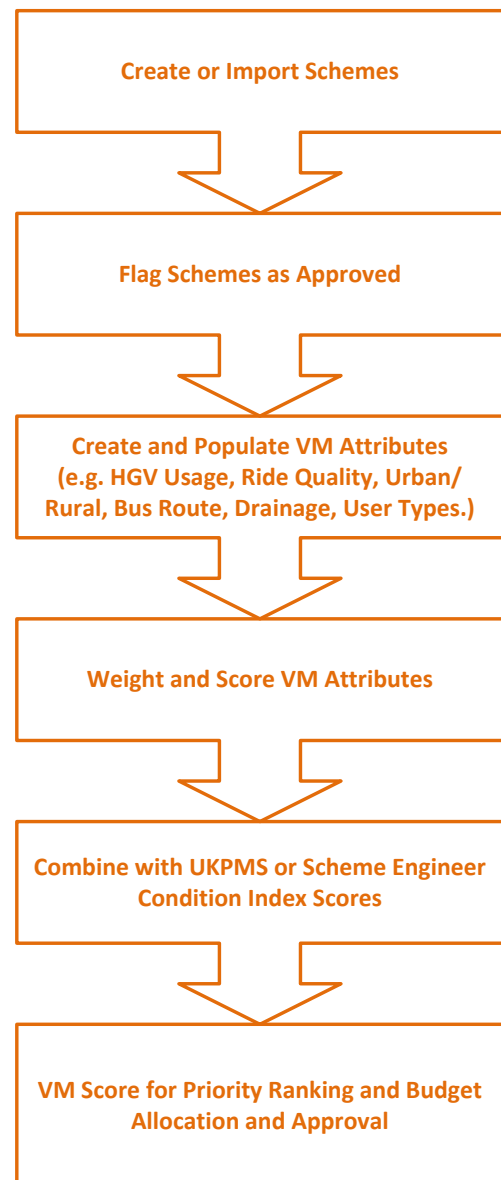 Create or Import Schemes
Flag Schemes as Approved
Create and Populate VM Attributes
(e.g. HGV Usage, Ride Quality, Urban/
Rural, Bus Route, Drainage, User Types.)
Weight and Score VM Attributes
Combine with UKPMS or Scheme Engineer
Condition Index Scores
VM Score for Priority Ranking and Budget
Allocation and Approval